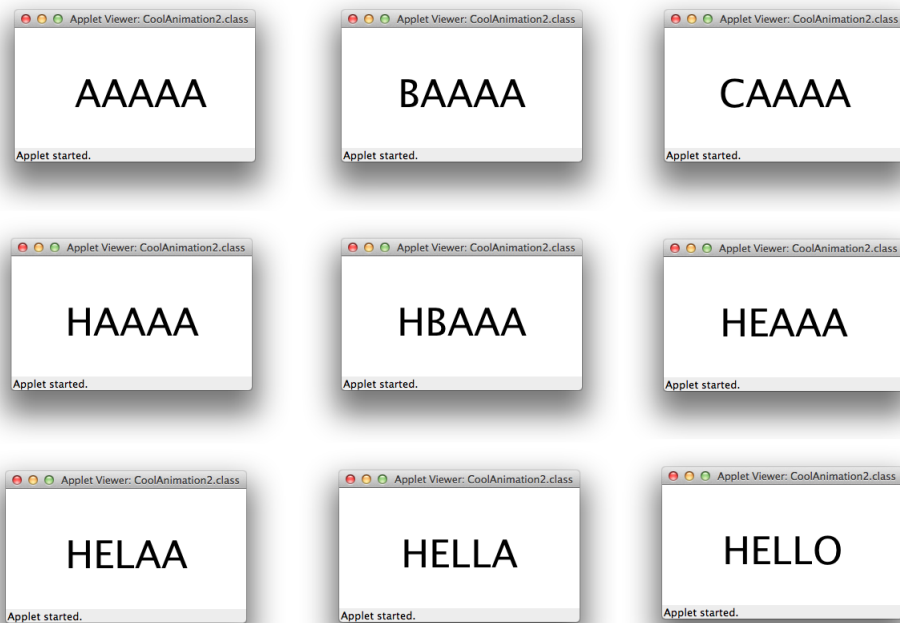 Applet Viewer: CoolAnimation2.class
AAAAA
Applet started.
Applet Viewer: CoolAnimation2.class
BAAAA
Applet started.
Applet Viewer: CoolAnimation2.class
CAAAA
Applet started.
Applet Viewer: CoolAnimation2.class
HAAAA
Applet started.
Applet Viewer: CoolAnimation2.class
HBAAA
Applet started.
Applet Viewer: CoolAnimation2.class
HEAAA
Applet started.
Applet Viewer: CoolAnimation2.class
HELAA
Applet started.
Applet Viewer: CoolAnimation2.class
HELLA
Applet started.
Applet Viewer: CoolAnimation2.class
HELLO
Applet started.